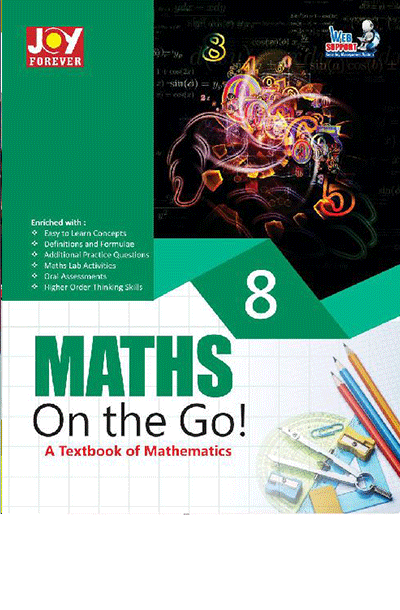 JOY
FOREVER
WEB
SUPPORT
8
Enriched with :
Easy to Learn Concepts
Definitions and Formulae
Additional Practice Questions
Maths Lab Activities
Oral Assessments
Higher Order Thinking Skills
8
MATHS
On the Go!
A Textbook of Mathematics